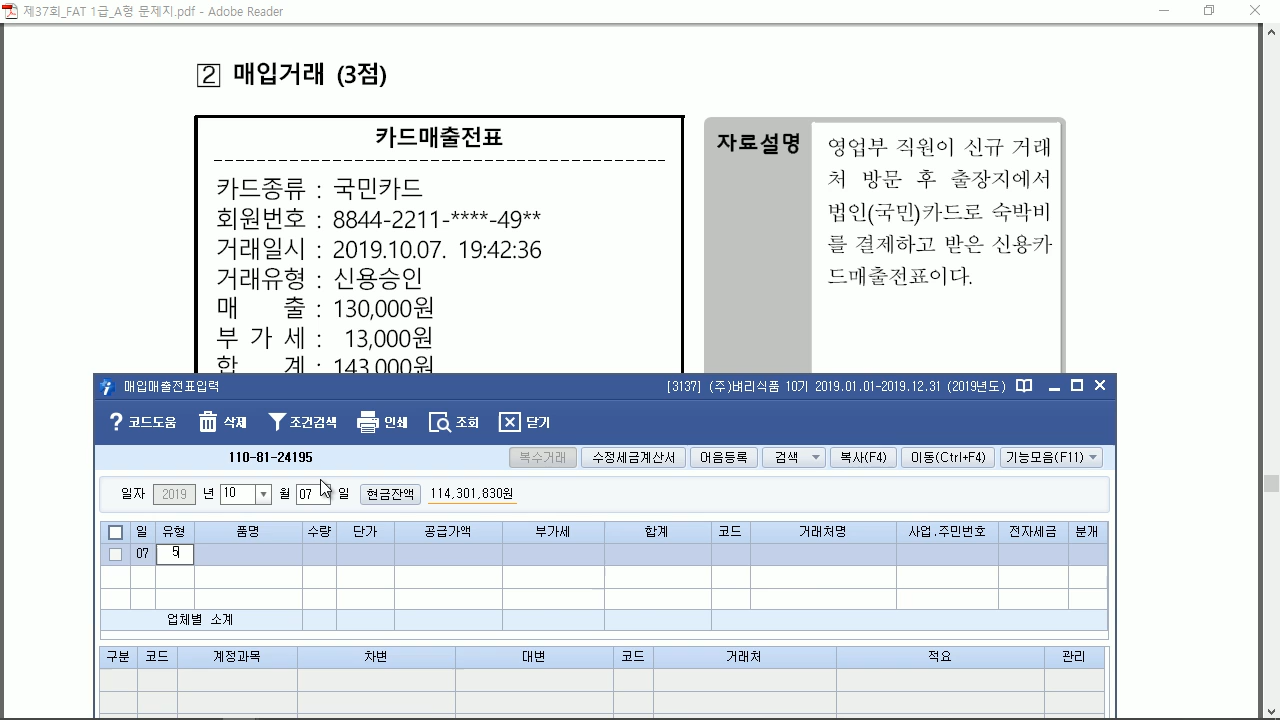 제37회_FAT 1급_A형 문제지.pdf - Adobe Reader
2 매입거래 (3점)
카드매출전표
카드종류 : 국민카드
회원번호 : 8844-2211-****-49**
거래일시 : 2019.10.07. 19:42:36
거래유형 : 신용승인
매 출 : 130,000원
부 가 세 : 13,000원
합 계 : 143,000원
자료설명
영업부 직원이 신규 거래
처 방문 후 출장지에서
법인(국민)카드로 숙박비
를 결제하고 받은 신용카
드매출전표이다.
매입매출전표입력 [3137] (주)벼리식품 10기 2019.01.01-2019.12.31 (2019년도)
? 코드도움 삭제 조건검색 인쇄 조회 닫기
110-81-24195 복수거래 수정세금계산서 어음등록 검색 복사(F4) 이동(Ctrl+F4) 기능모음(F11)
일자 2019 년 10 월 07 일 현금잔액 114,301,830원
일 유형 품명 수량 단가 공급가액 부가세 합계 코드 거래처명 사업.주민번호 전자세금 분개
07 5
업체별 소계
구분 코드 계정과목 차변 대변 코드 거래처 적요 관리